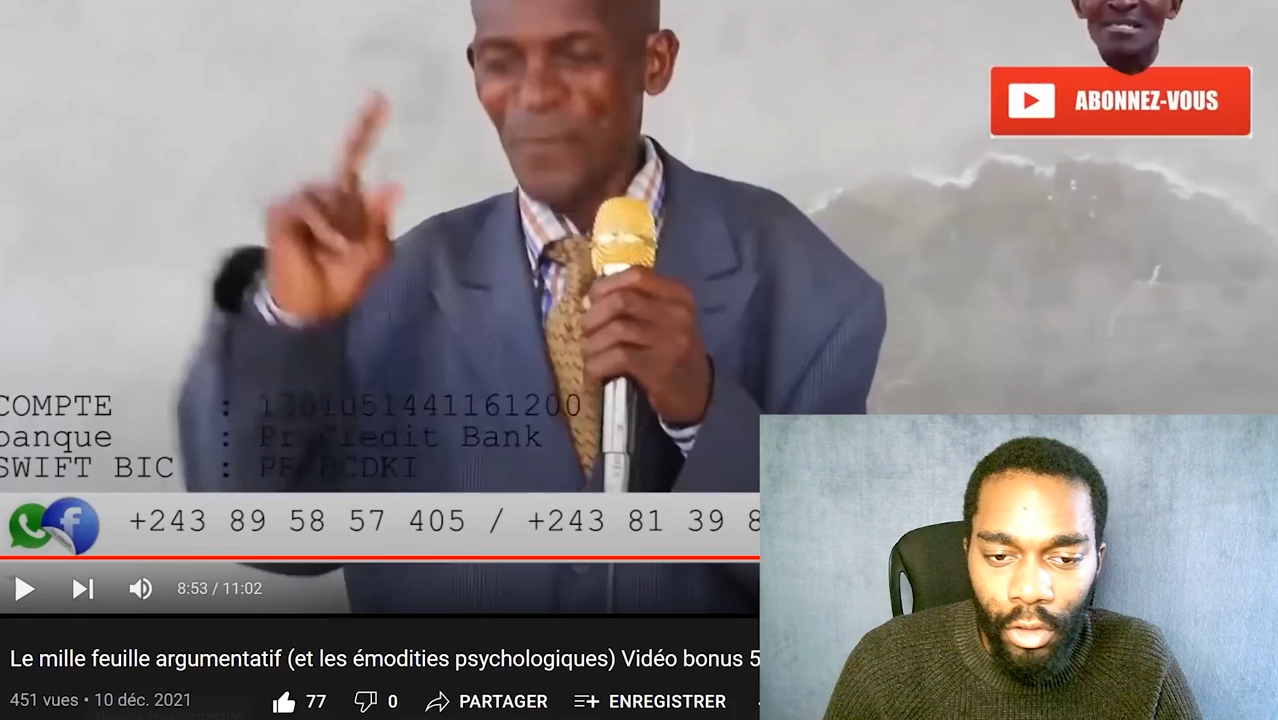 ABONNEZ-VOUS
COMPTE : 1301051441161200
banque : Pr Credit Bank
SWIFT BIC :
+243 89 58 57 405 / +243 81 39 8
8:53 / 11:02
Le mille feuille argumentatif (et les émodities psychologiques) Vidéo bonus 5
451 vues • 10 déc. 2021 77 0 PARTAGER ENREGISTRER